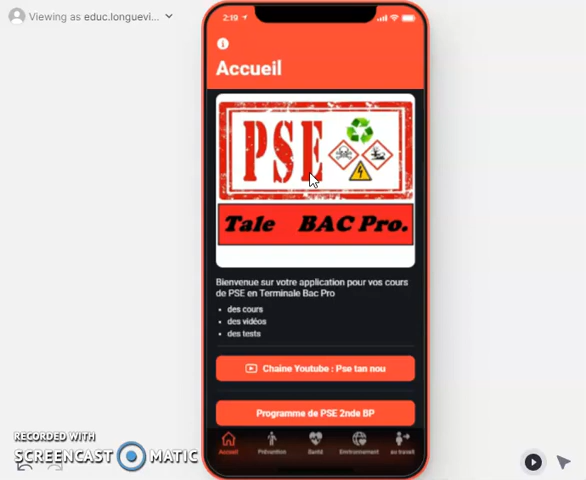 Viewing as educ.longuevi...
2:19
Accueil
PSE
Tale BAC Pro.
Bienvenue sur votre application pour vos cours
de PSE en Terminale Bac Pro
des cours
des vidéos
des tests
Chaine Youtube : Pse tan nou
Programme de PSE 2nde BP
Accueil Prévention Santé Environnement au travail
RECORDED WITH
SCREENCAST MATIC